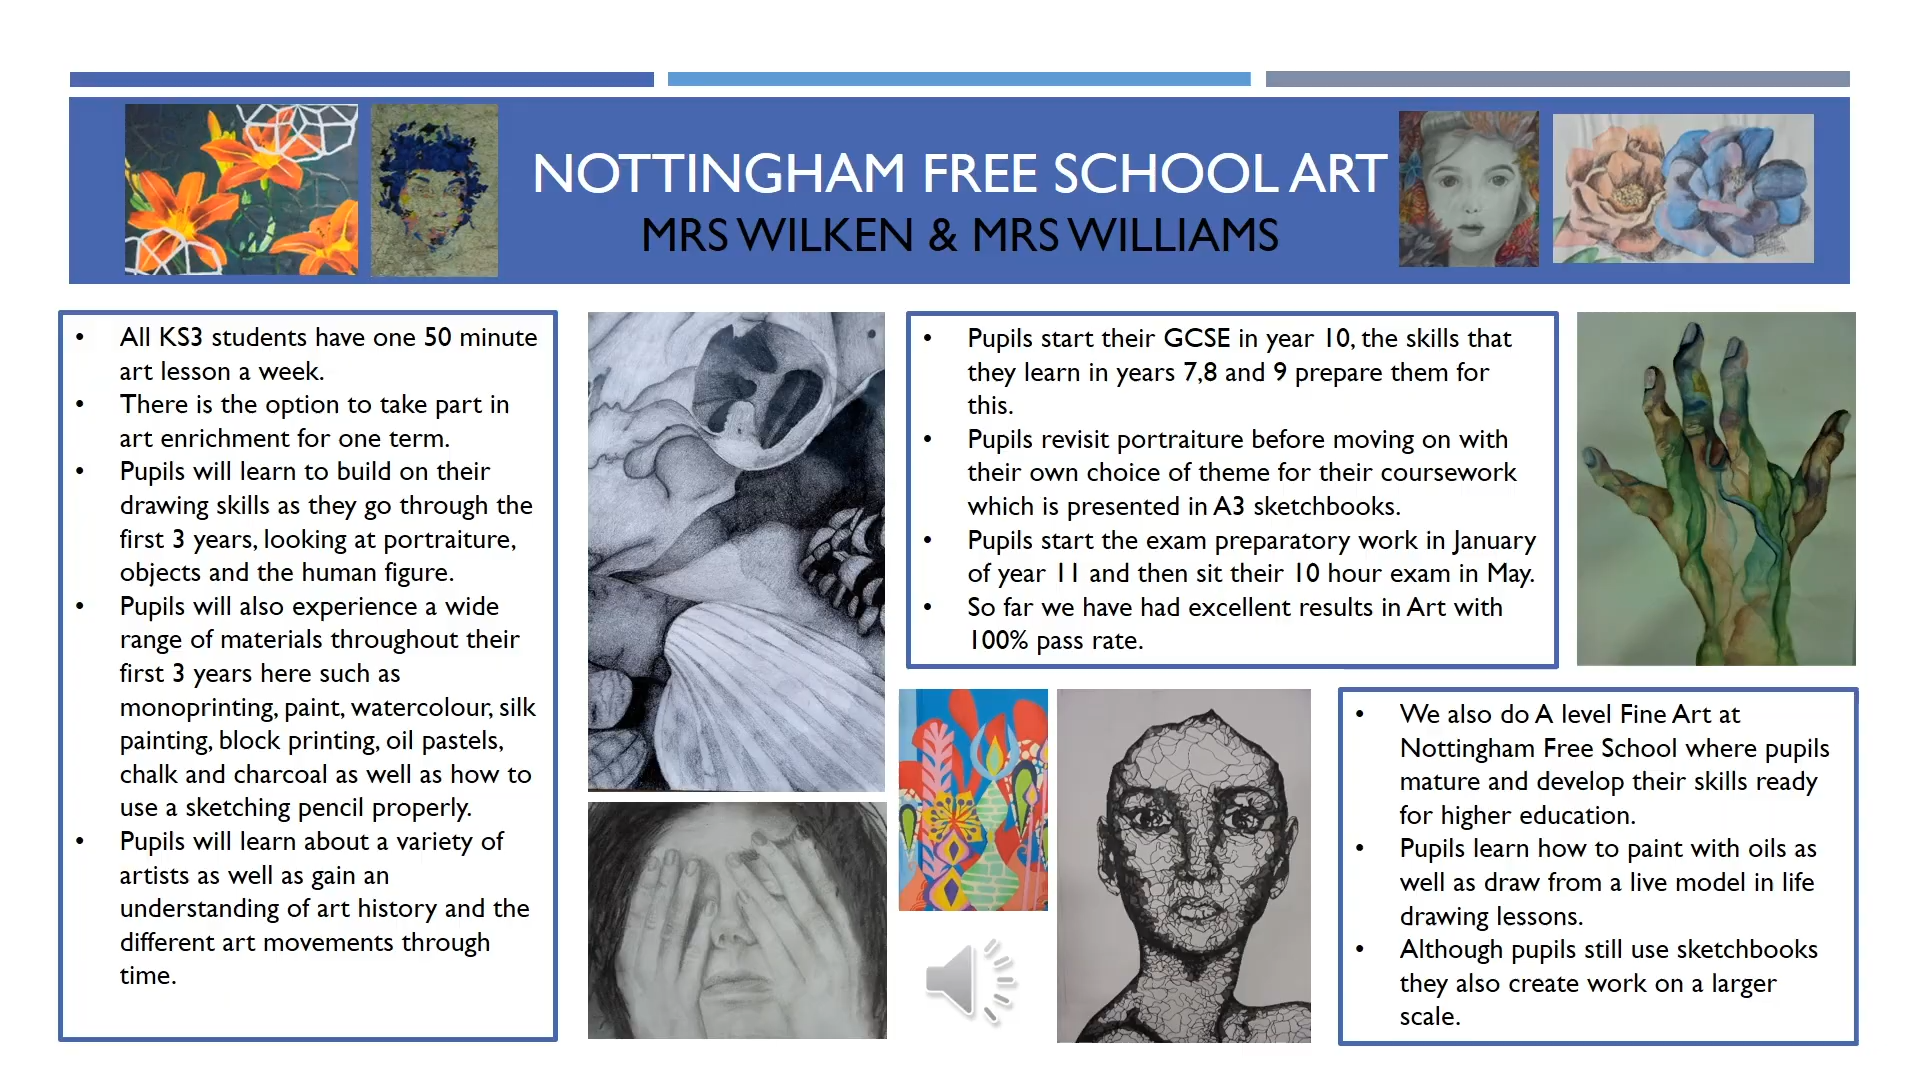 NOTTINGHAM FREE SCHOOL ART
MRS WILKEN & MRS WILLIAMS
• All KS3 students have one 50 minute
art lesson a week.
• There is the option to take part in
art enrichment for one term.
• Pupils will learn to build on their
drawing skills as they go through the
first 3 years, looking at portraiture,
objects and the human figure.
• Pupils will also experience a wide
range of materials throughout their
first 3 years here such as
monoprinting, paint, watercolour, silk
painting, block printing, oil pastels,
chalk and charcoal as well as how to
use a sketching pencil properly.
• Pupils will learn about a variety of
artists as well as gain an
understanding of art history and the
different art movements through
time.
• Pupils start their GCSE in year 10, the skills that
they learn in years 7,8 and 9 prepare them for
this.
• Pupils revisit portraiture before moving on with
their own choice of theme for their coursework
which is presented in A3 sketchbooks.
• Pupils start the exam preparatory work in January
of year 11 and then sit their 10 hour exam in May.
• So far we have had excellent results in Art with
100% pass rate.
• We also do A level Fine Art at
Nottingham Free School where pupils
mature and develop their skills ready
for higher education.
• Pupils learn how to paint with oils as
well as draw from a live model in life
drawing lessons.
• Although pupils still use sketchbooks
they also create work on a larger
scale.